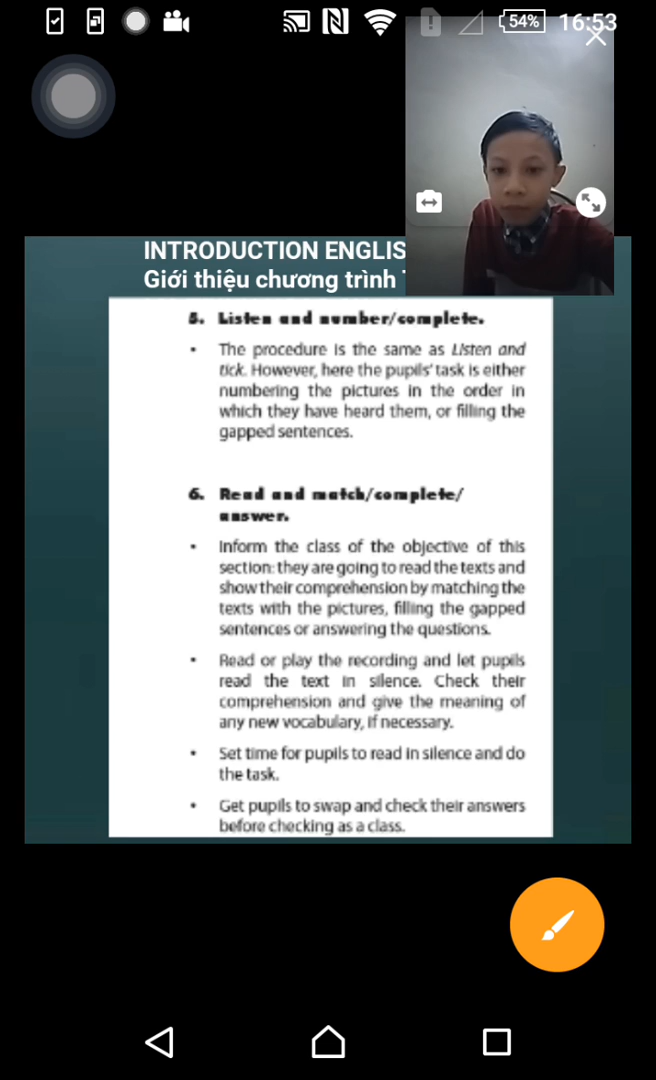 54% 16:53
INTRODUCTION ENGLIS
Giới thiệu chương trình
5. Listen and number/complete.
• The procedure is the same as Listen and
tick. However, here the pupils' task is either
numbering the pictures in the order in
which they have heard them, or filling the
gapped sentences.
6. Read and match/complete/
answer.
• Inform the class of the objective of this
section: they are going to read the texts and
show their comprehension by matching the
texts with the pictures, filling the gapped
sentences or answering the questions.
• Read or play the recording and let pupils
read the text in silence. Check their
comprehension and give the meaning of
any new vocabulary, if necessary.
• Set time for pupils to read in silence and do
the task.
• Get pupils to swap and check their answers
before checking as a class.